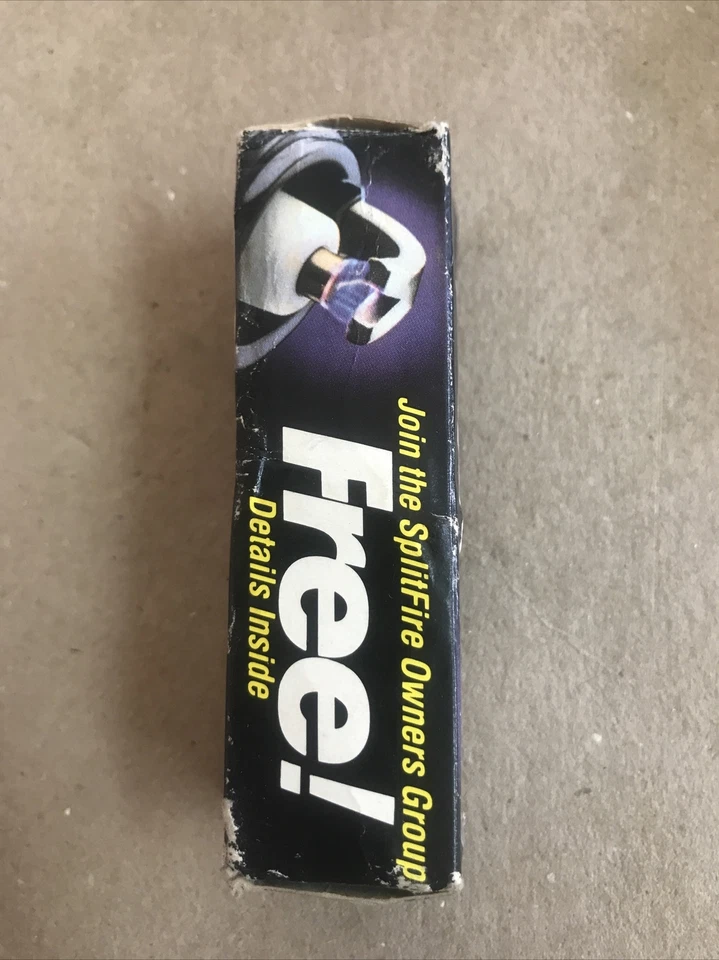 Join the SplitFire Owners Group
Free!
Details Inside